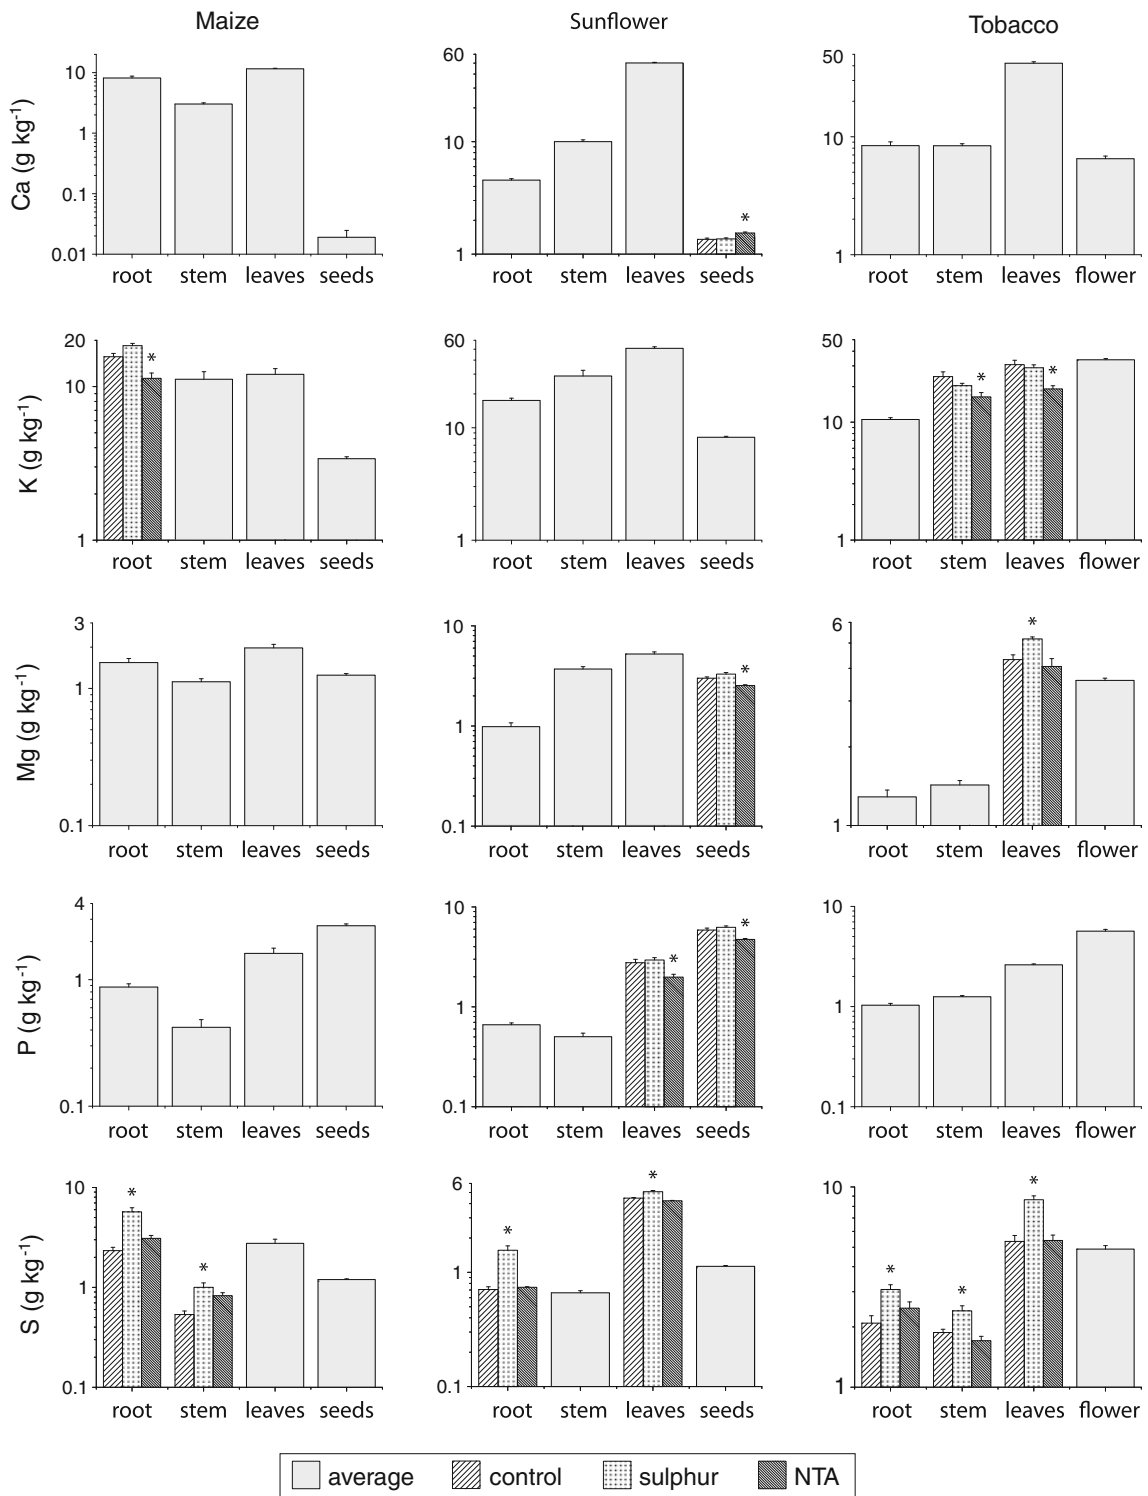 Maize Sunflower Tobacco
Ca (g kg-1)
10
1
0.1
0.01
root stem leaves seeds
60
10
1
*
root stem leaves seeds
50
10
1
root stem leaves flower
K (g kg-1)
20
10
1
*
root stem leaves seeds
60
10
1
root stem leaves seeds
50
10
1
* *
root stem leaves flower
Mg (g kg-1)
3
1
0.1
root stem leaves seeds
10
1
0.1
*
root stem leaves seeds
6
1
*
root stem leaves flower
P (g kg-1)
4
1
0.1
root stem leaves seeds
10
1
0.1
* *
root stem leaves seeds
10
1
0.1
root stem leaves flower
S (g kg-1)
10
1
0.1
* *
root stem leaves seeds
6
1
0.1
* *
root stem leaves seeds
10
1
* * *
root stem leaves flower
average control sulphur NTA